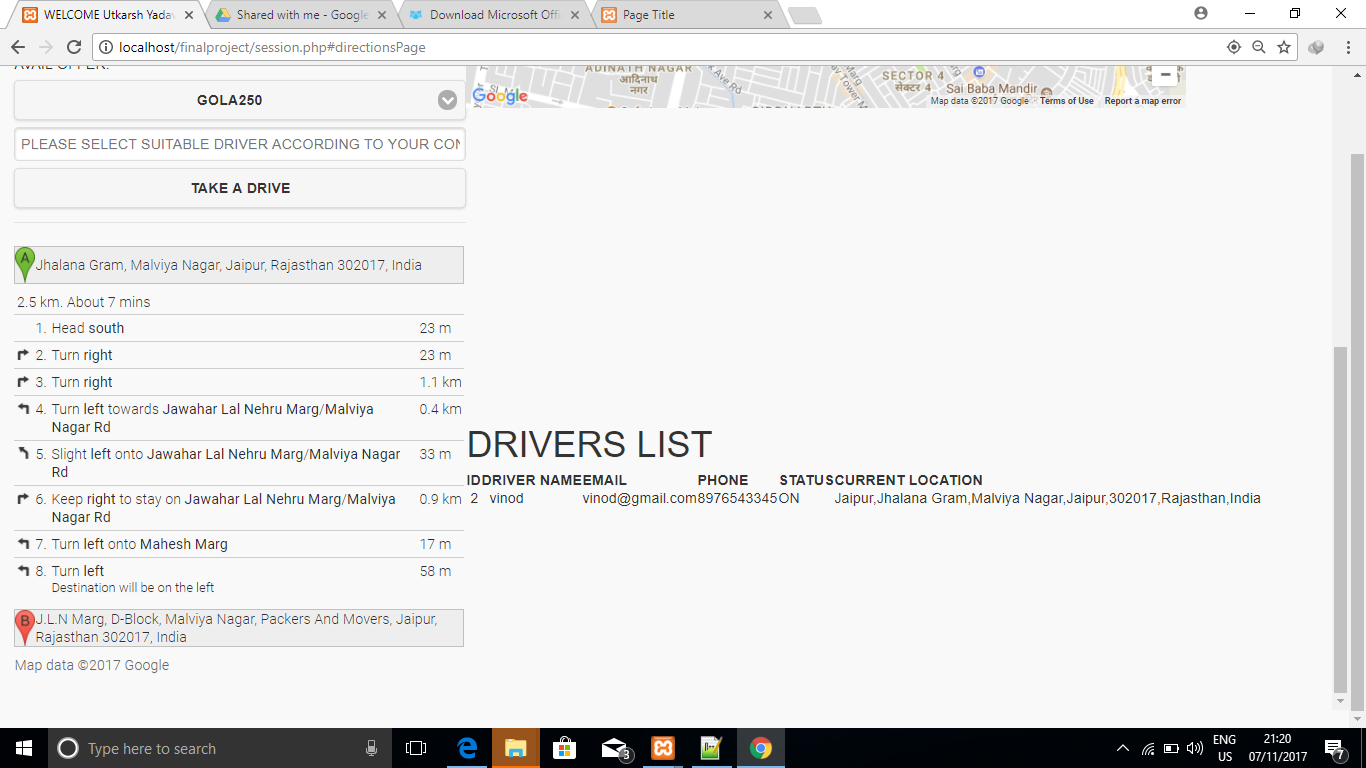 WELCOME Utkarsh Yadav
Shared with me - Google
Download Microsoft Offi
Page Title
localhost/finalproject/session.php#directionsPage
AVAIL OFFER:
GOLA250
PLEASE SELECT SUITABLE DRIVER ACCORDING TO YOUR CON
TAKE A DRIVE
A
Jhalana Gram, Malviya Nagar, Jaipur, Rajasthan 302017, India
2.5 km. About 7 mins
1. Head south 23 m
2. Turn right 23 m
3. Turn right 1.1 km
4. Turn left towards Jawahar Lal Nehru Marg/Malviya 0.4 km
Nagar Rd
5. Slight left onto Jawahar Lal Nehru Marg/Malviya Nagar 33 m
Rd
6. Keep right to stay on Jawahar Lal Nehru Marg/Malviya 0.9 km
Nagar Rd
7. Turn left onto Mahesh Marg 17 m
8. Turn left 58 m
Destination will be on the left
B
J.L.N Marg, D-Block, Malviya Nagar, Packers And Movers, Jaipur,
Rajasthan 302017, India
Map data ©2017 Google
ADINATH NAGAR
आदिनाथ
नगर
Ave Rd
SECTOR 4
सेक्टर 4
Sai Baba Mandir
Google
Map data ©2017 Google Terms of Use Report a map error
DRIVERS LIST
ID DRIVER NAME EMAIL PHONE STATUS CURRENT LOCATION
2 vinod vinod@gmail.com 8976543345 ON Jaipur,Jhalana Gram,Malviya Nagar,Jaipur,302017,Rajasthan,India
Type here to search
3
ENG
US
21:20
07/11/2017
7